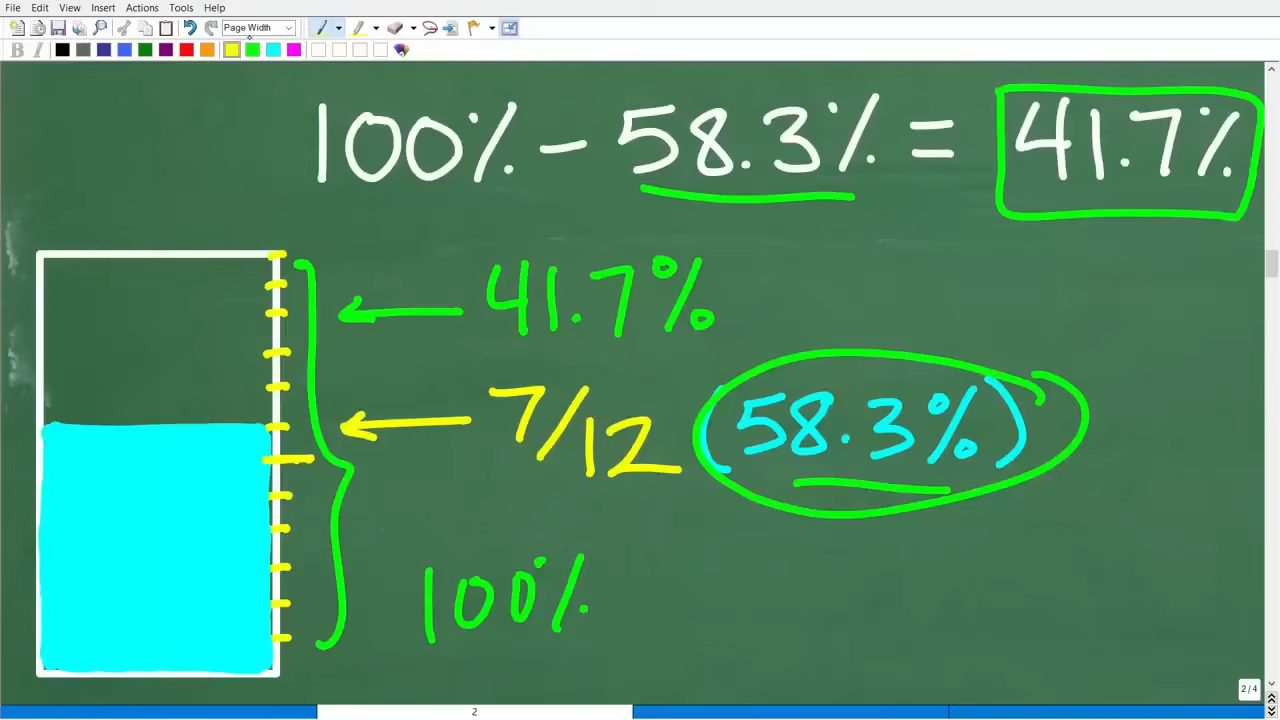 File Edit View Insert Actions Tools Help
Page Width
B I
100% - 58.3% = 41.7%
41.7%
7/12 (58.3%)
100%
2 / 4
2